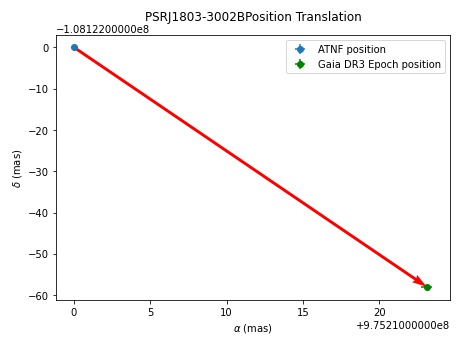 PSRJ1803-3002BPosition Translation
−1.0812200000e8
ATNF position
Gaia DR3 Epoch position
0
−10
−20
−30
−40
−50
−60
δ (mas)
0 5 10 15 20
+9.7521000000e8
α (mas)